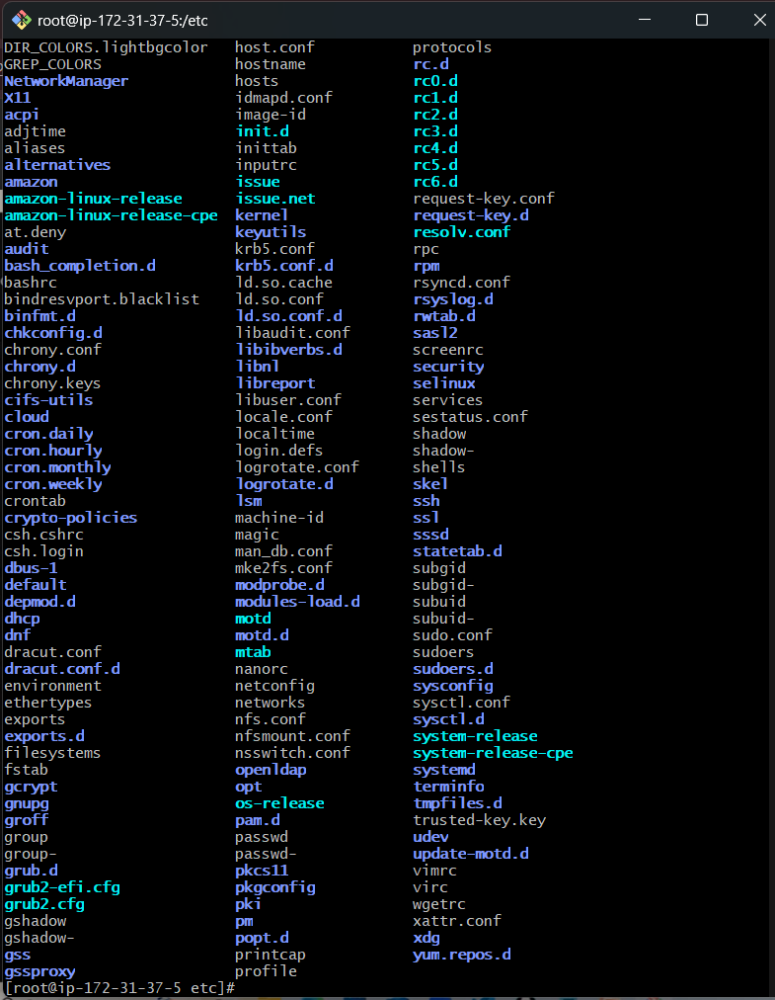 root@ip-172-31-37-5:/etc
DIR_COLORS.lightbgcolor host.conf protocols
GREP_COLORS hostname rc.d
NetworkManager hosts rc0.d
X11 idmapd.conf rc1.d
acpi image-id rc2.d
adjtime init.d rc3.d
aliases inittab rc4.d
alternatives inputrc rc5.d
amazon issue rc6.d
amazon-linux-release issue.net request-key.conf
amazon-linux-release-cpe kernel request-key.d
at.deny keyutils resolv.conf
audit krb5.conf rpc
bash_completion.d krb5.conf.d rpm
bashrc ld.so.cache rsyncd.conf
bindresvport.blacklist ld.so.conf rsyslog.d
binfmt.d ld.so.conf.d rwtab.d
chkconfig.d libaudit.conf sasl2
chrony.conf libibverbs.d screenrc
chrony.d libnl security
chrony.keys libreport selinux
cifs-utils libuser.conf services
cloud locale.conf sestatus.conf
cron.daily localtime shadow
cron.hourly login.defs shadow-
cron.monthly logrotate.conf shells
cron.weekly logrotate.d skel
crontab lsm ssh
crypto-policies machine-id ssl
csh.cshrc magic sssd
csh.login man_db.conf statetab.d
dbus-1 mke2fs.conf subgid
default modprobe.d subgid-
depmod.d modules-load.d subuid
dhcp motd subuid-
dnf motd.d sudo.conf
dracut.conf mtab sudoers
dracut.conf.d nanorc sudoers.d
environment netconfig sysconfig
ethertypes networks sysctl.conf
exports nfs.conf sysctl.d
exports.d nfsmount.conf system-release
filesystems nsswitch.conf system-release-cpe
fstab openldap systemd
gcrypt opt terminfo
gnupg os-release tmpfiles.d
groff pam.d trusted-key.key
group passwd udev
group- passwd- update-motd.d
grub.d pkcs11 vimrc
grub2-efi.cfg pkgconfig virc
grub2.cfg pki wgetrc
gshadow pm xattr.conf
gshadow- popt.d xdg
gss printcap yum.repos.d
gssproxy profile
[root@ip-172-31-37-5 etc]#